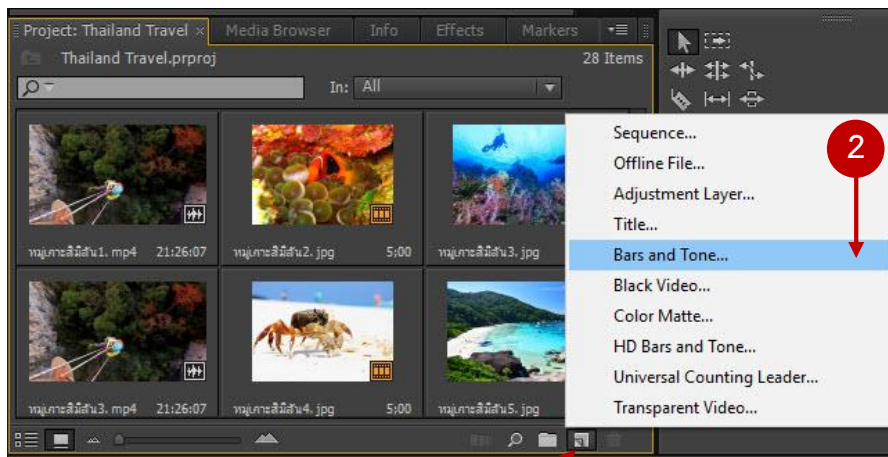 Project: Thailand Travel × Media Browser Info Effects Markers
Thailand Travel.prproj 28 Items
In: All
หมู่เกาะสิมิลัน1. mp4 21:26:07 หมู่เกาะสิมิลัน2. jpg 5;00 หมู่เกาะสิมิลัน3. jpg
หมู่เกาะสิมิลัน3. mp4 21:26:07 หมู่เกาะสิมิลัน4. jpg 5;00 หมู่เกาะสิมิลัน5. jpg
Sequence...
Offline File...
Adjustment Layer...
Title...
Bars and Tone...
Black Video...
Color Matte...
HD Bars and Tone...
Universal Counting Leader...
Transparent Video...
2